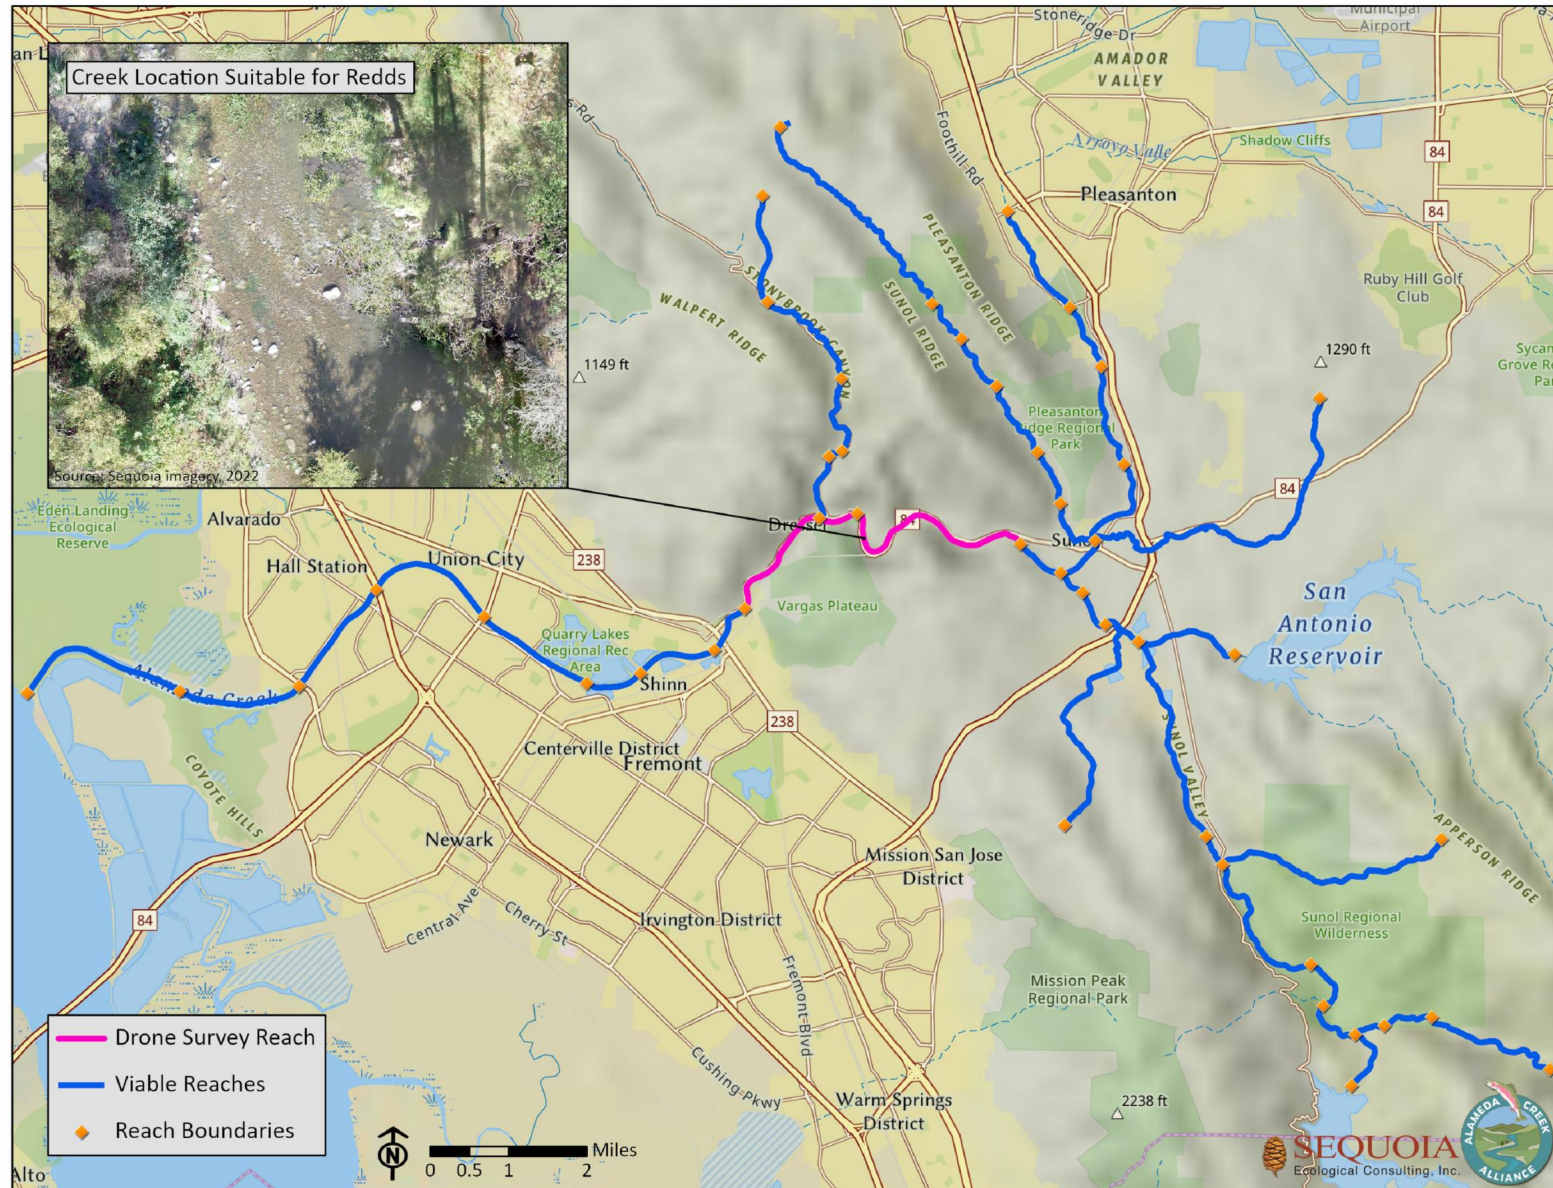 Creek Location Suitable for Redds
Source: Sequoia imagery, 2022
Stoneridge Dr
Municipal
Airport
AMADOR
VALLEY
Foothill Rd
Arroyo Valle
Shadow Cliffs
84
Pleasanton
84
PLEASANTON RIDGE
SUNOL RIDGE
STONYBROOK CANYON
WALPERT RIDGE
Ruby Hill Golf
Club
1149 ft
1290 ft
Pleasanton
Ridge Regional
Park
84
Eden Landing
Ecological
Reserve
Alvarado
Union City
238
Hall Station
Dresser
84
Sunol
Vargas Plateau
Quarry Lakes
Regional Rec
Area
San
Antonio
Reservoir
Shinn
Alameda Creek
238
SUNOL VALLEY
Centerville District
Fremont
COYOTE HILLS
Newark
Mission San Jose
District
APPERSON RIDGE
84
Central Ave
Cherry St
Irvington District
Sunol Regional
Wilderness
Fremont Blvd
Mission Peak
Regional Park
Drone Survey Reach
Viable Reaches
Reach Boundaries
Cushing Pkwy
Warm Springs
District
2238 ft
N
0 0.5 1 2 Miles
Alto
SEQUOIA
Ecological Consulting, Inc.
ALAMEDA CREEK
ALLIANCE